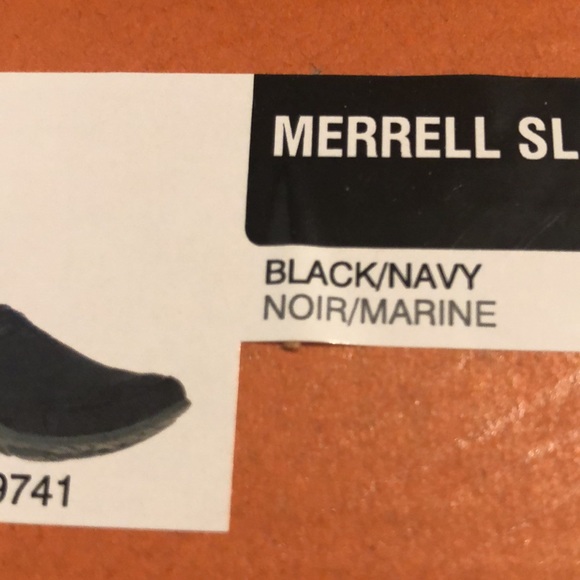 MERRELL SL
BLACK/NAVY
NOIR/MARINE
9741